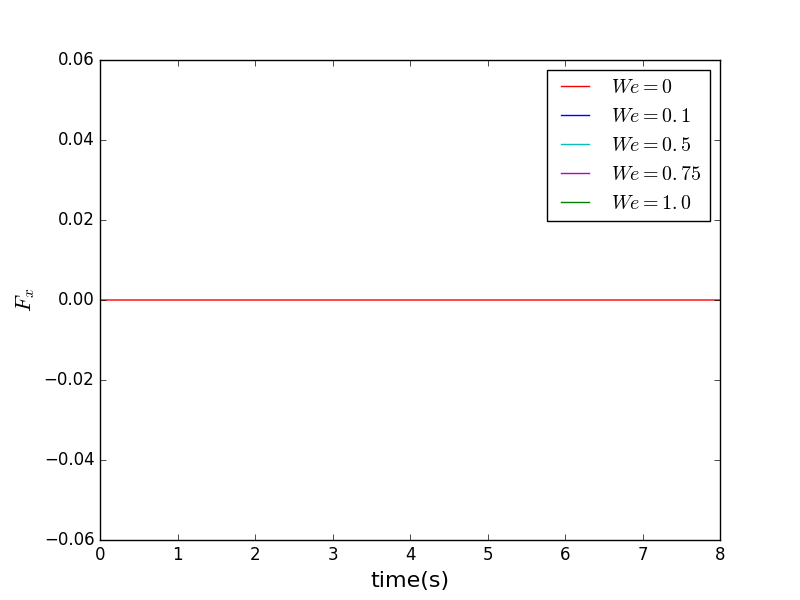 0.06
0.04
0.02
0.00
−0.02
−0.04
−0.06
0 1 2 3 4 5 6 7 8
time(s)
Fx
We = 0
We = 0.1
We = 0.5
We = 0.75
We = 1.0